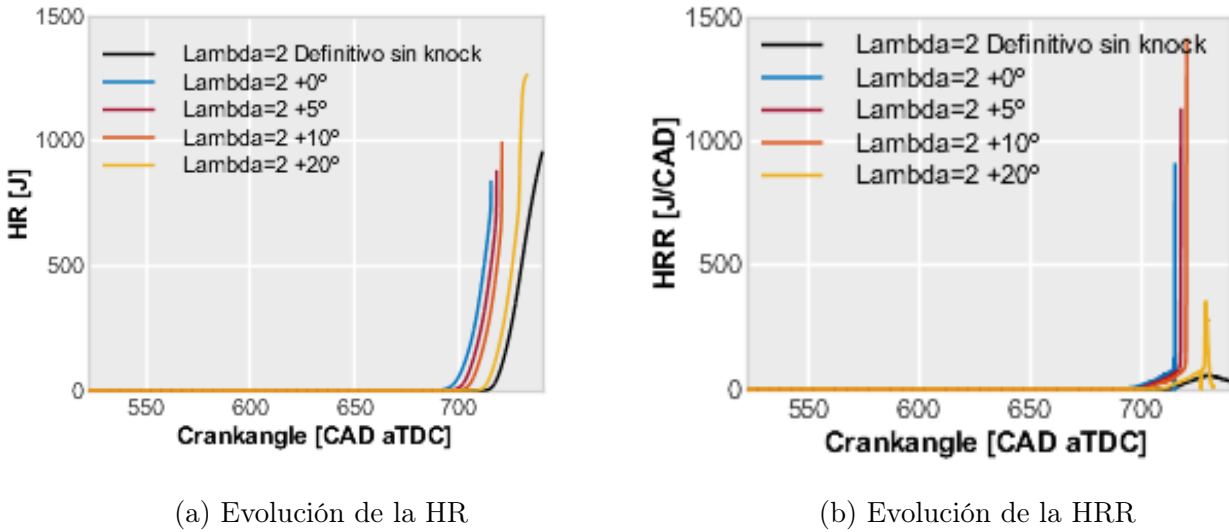 1500
1000
500
0
HR [J]
Lambda=2 Definitivo sin knock
Lambda=2 +0º
Lambda=2 +5º
Lambda=2 +10º
Lambda=2 +20º
550 600 650 700
Crankangle [CAD aTDC]
(a) Evolución de la HR
1500
1000
500
0
HRR [J/CAD]
Lambda=2 Definitivo sin knock
Lambda=2 +0º
Lambda=2 +5º
Lambda=2 +10º
Lambda=2 +20º
550 600 650 700
Crankangle [CAD aTDC]
(b) Evolución de la HRR